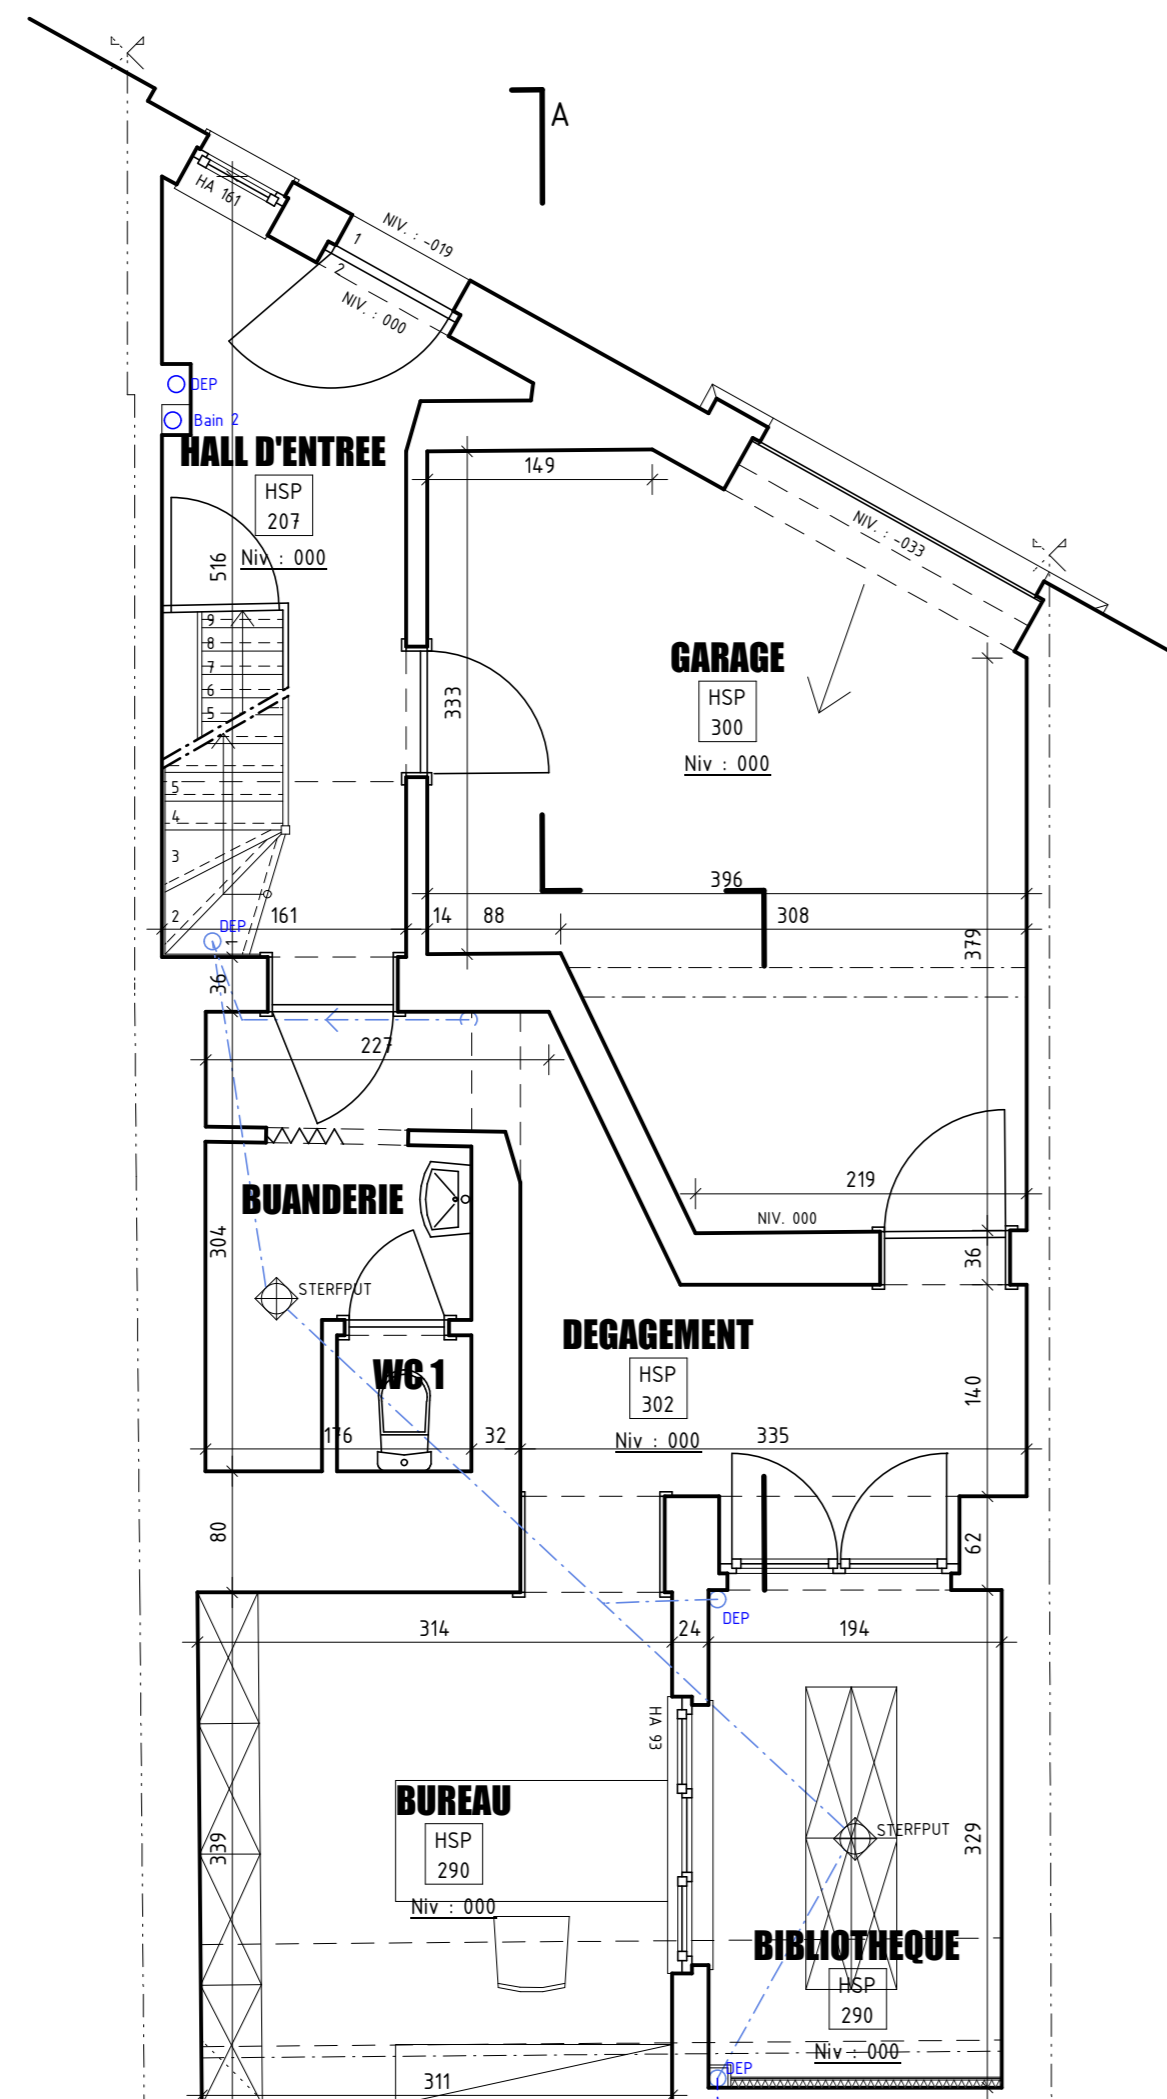 A
HA 161
NIV. : -019
1
2
NIV. : 000
DEP
Bain 2
HALL D'ENTREE
HSP
207
Niv : 000
149
NIV. : -033
516
9
8
7
6
5
GARAGE
HSP
300
Niv : 000
333
5
4
3
2
1
396
161
14
88
308
DEP
379
36
227
BUANDERIE
219
NIV. 000
304
36
STERFPUT
DEGAGEMENT
HSP
302
Niv : 000
WC 1
140
176
32
335
80
62
DEP
314
24
194
HA 93
BUREAU
HSP
290
Niv : 000
339
STERFPUT
329
BIBLIOTHEQUE
HSP
290
Niv : 000
DEP
311